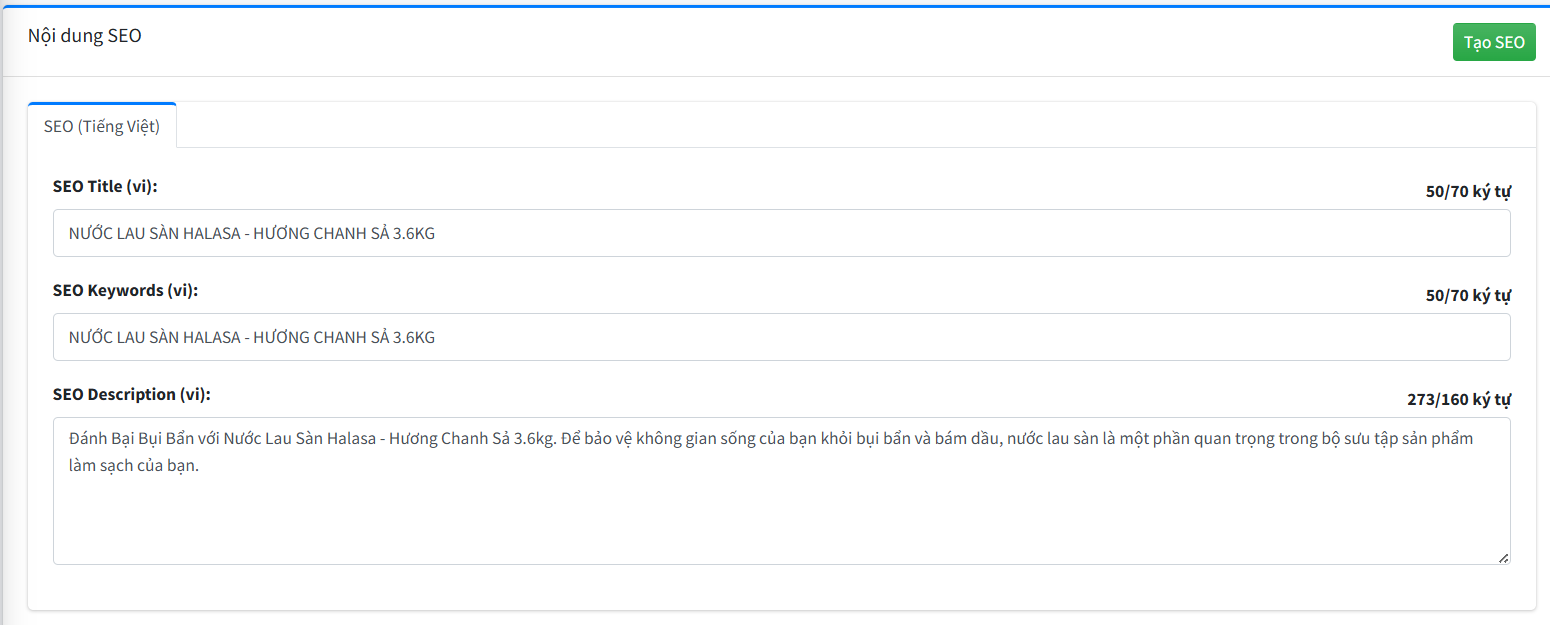 Nội dung SEO
Tạo SEO
SEO (Tiếng Việt)
SEO Title (vi):
50/70 ký tự
NƯỚC LAU SÀN HALASA - HƯƠNG CHANH SẢ 3.6KG
SEO Keywords (vi):
50/70 ký tự
NƯỚC LAU SÀN HALASA - HƯƠNG CHANH SẢ 3.6KG
SEO Description (vi):
273/160 ký tự
Đánh Bại Bụi Bẩn với Nước Lau Sàn Halasa - Hương Chanh Sả 3.6kg. Để bảo vệ không gian sống của bạn khỏi bụi bẩn và bám dầu, nước lau sàn là một phần quan trọng trong bộ sưu tập sản phẩm
làm sạch của bạn.